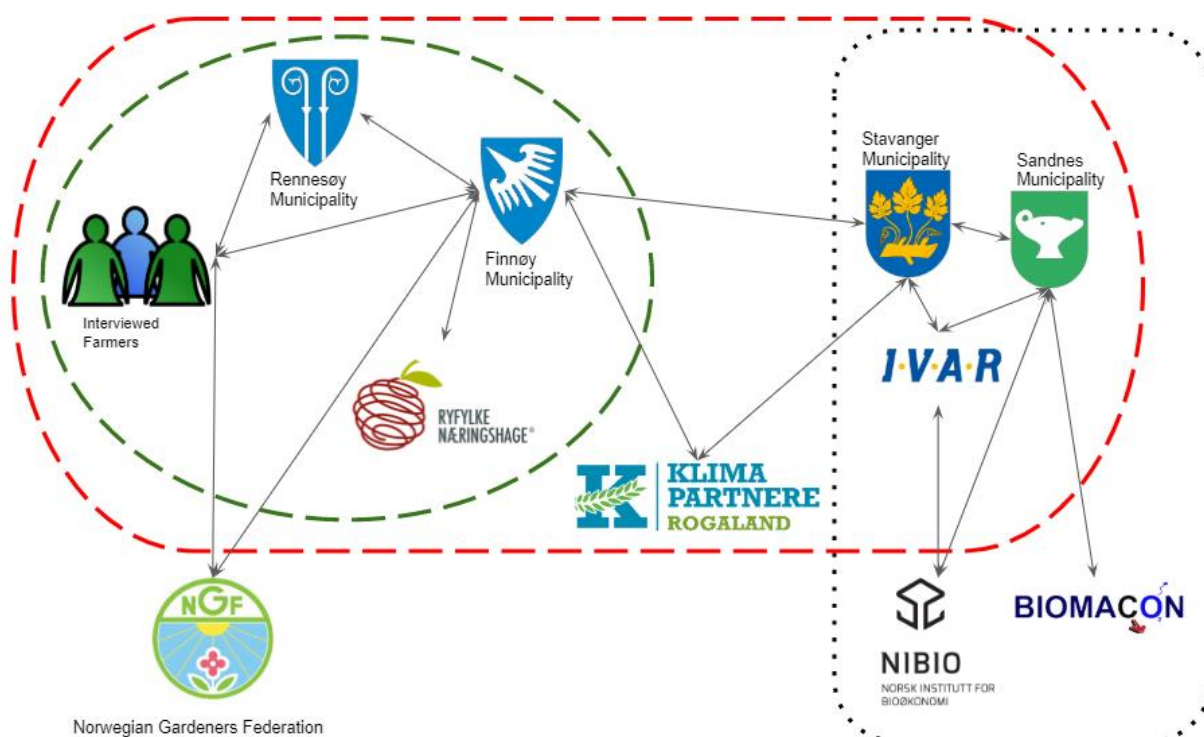 Rennesøy
Municipality
Finnøy
Municipality
Stavanger
Municipality
Sandnes
Municipality
Interviewed
Farmers
RYFYLKE
NÆRINGSHAGE®
I·V·A·R
K
KLIMA
PARTNERE
ROGALAND
NGF
Norwegian Gardeners Federation
NIBIO
NORSK INSTITUTT FOR
BIOØKONOMI
BIOMACON